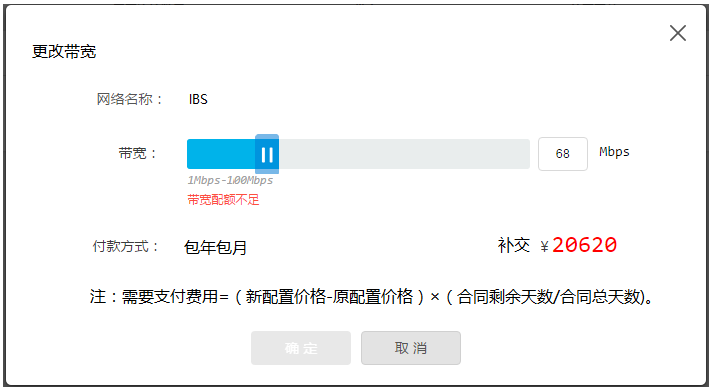 更改带宽
网络名称： IBS
带宽： 68 Mbps
1Mbps-100Mbps
带宽配额不足
付款方式： 包年包月 补交 ￥20620
注：需要支付费用=（新配置价格-原配置价格）×（合同剩余天数/合同总天数)。
确 定 取 消